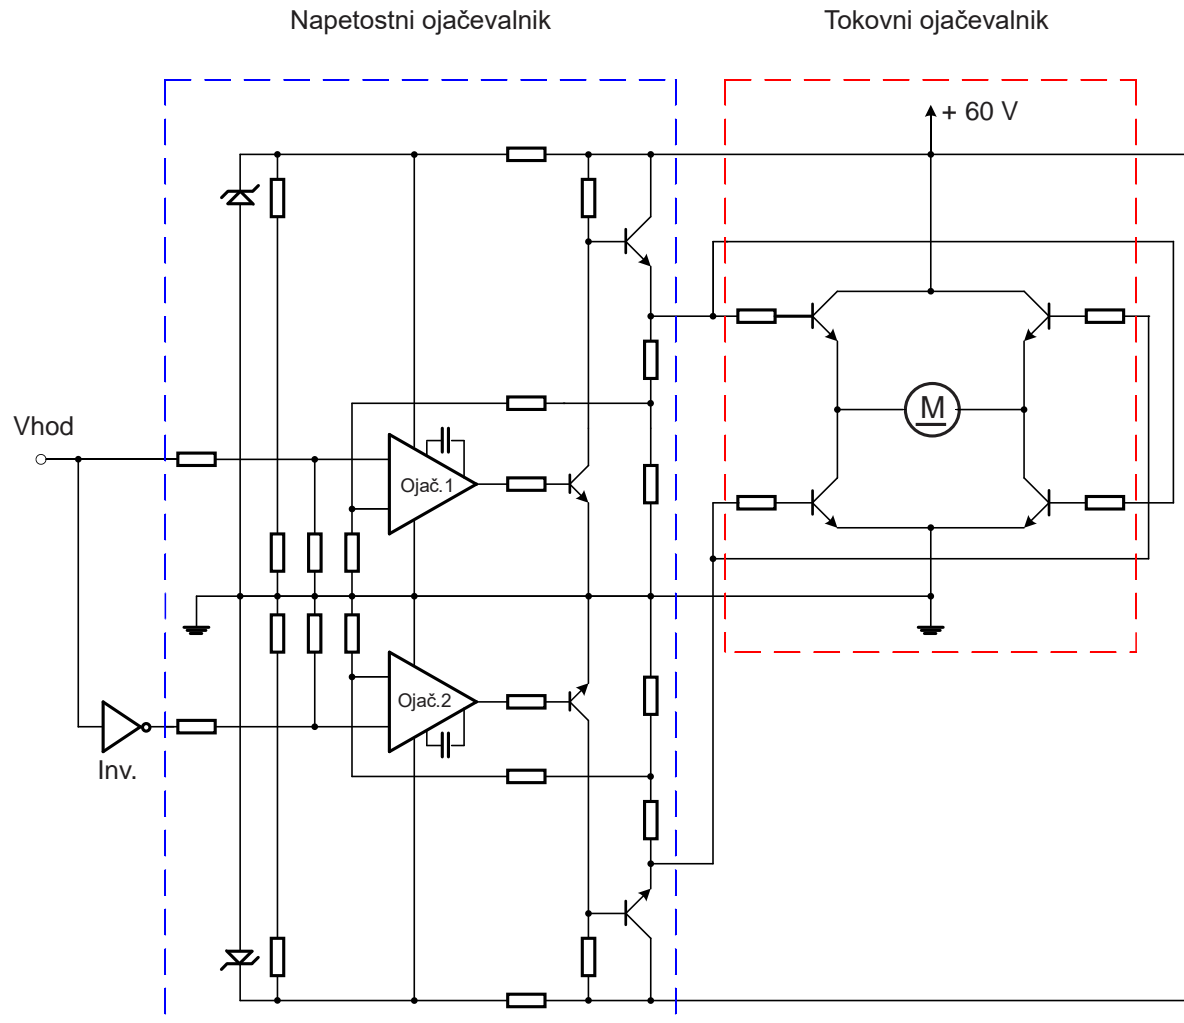 Napetostni ojačevalnik
Tokovni ojačevalnik
+ 60 V
Vhod
M
Ojač.1
Ojač.2
Inv.